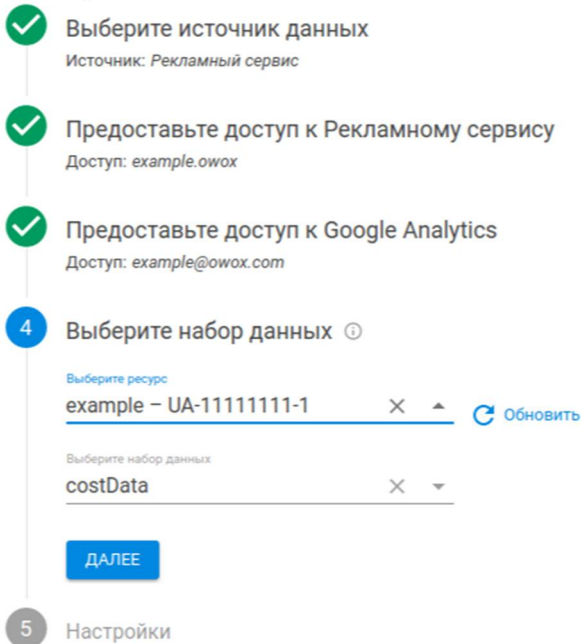 Выберите источник данных
Источник: Рекламный сервис
Предоставьте доступ к Рекламному сервису
Доступ: example.owox
Предоставьте доступ к Google Analytics
Доступ: example@owox.com
4 Выберите набор данных
Выберите ресурс
example – UA-11111111-1
Обновить
Выберите набор данных
costData
ДАЛЕЕ
5 Настройки